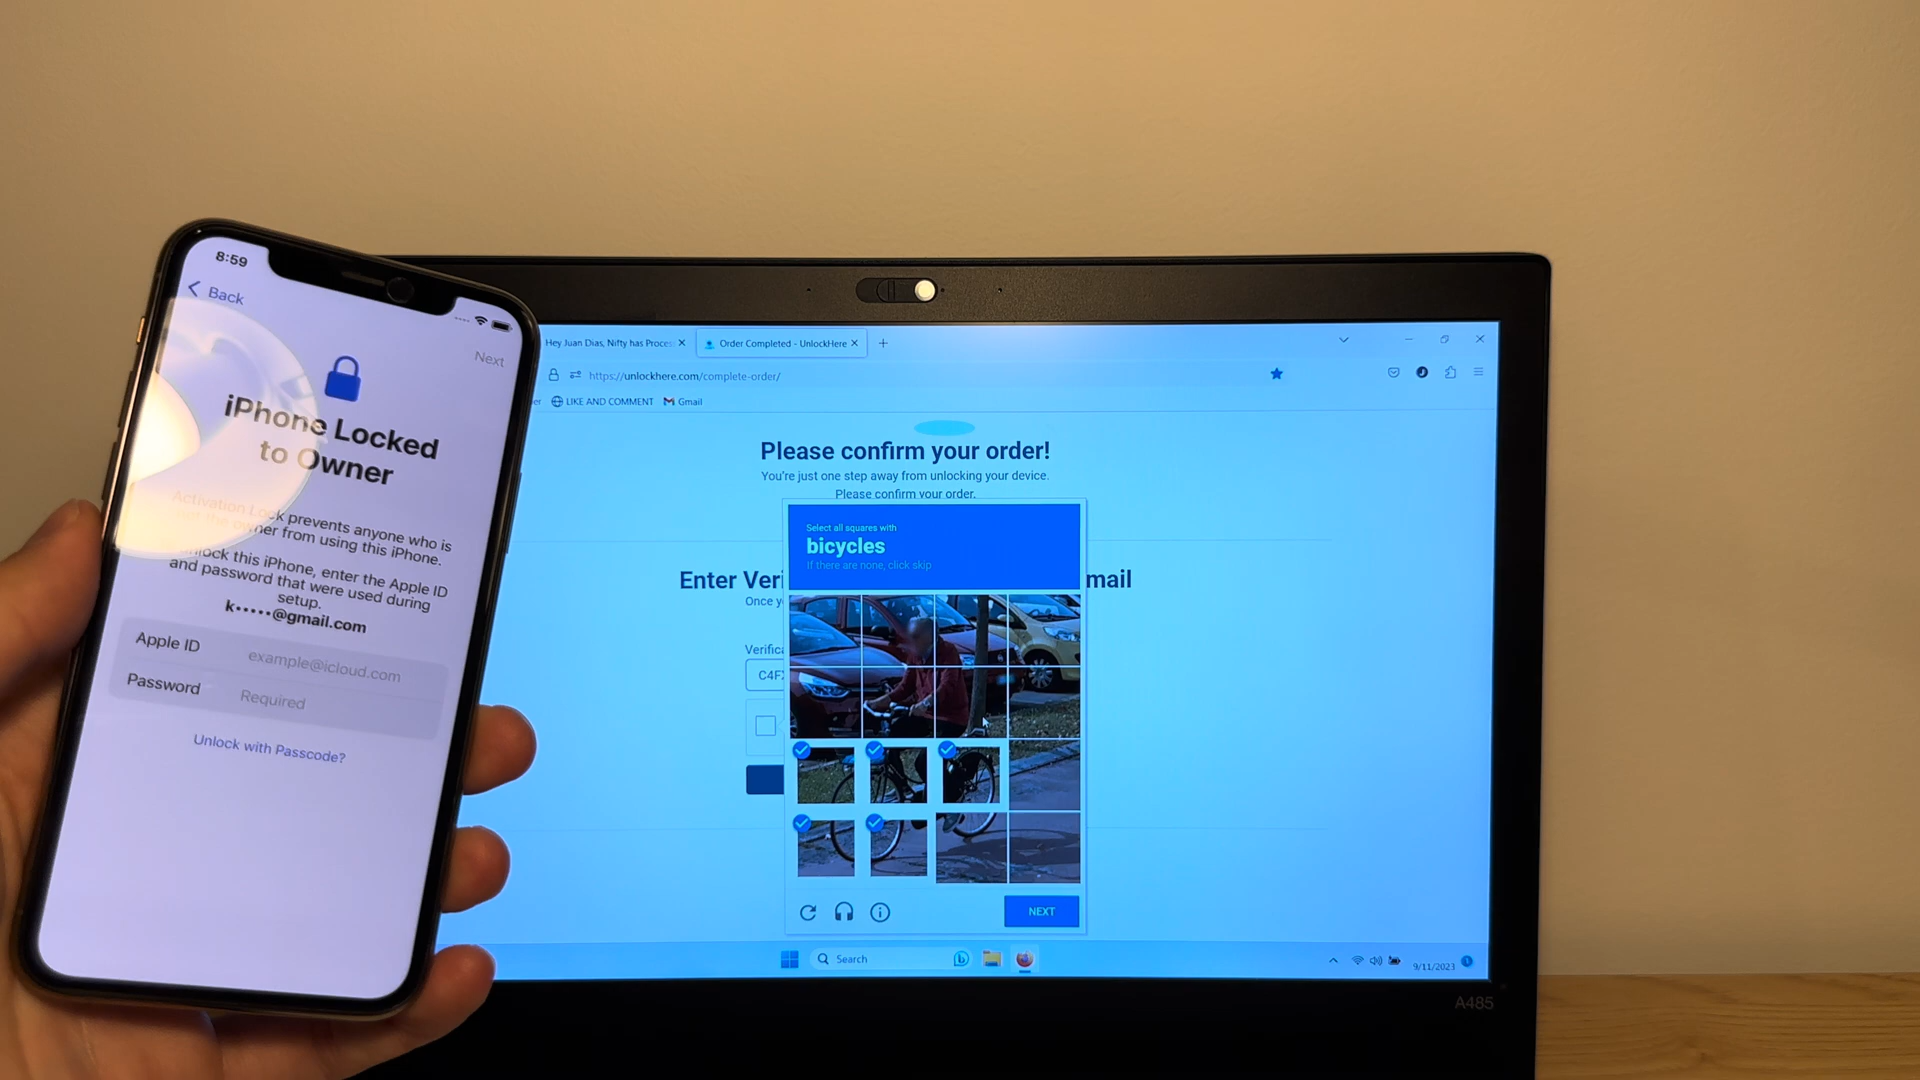 8:59
Back
Next
iPhone Locked
to Owner
Activation Lock prevents anyone who is
owner from using this iPhone.
this iPhone, enter the Apple ID
and password that were used during
setup.
k•••••@gmail.com
Apple ID example@icloud.com
Password Required
Unlock with Passcode?
Hey Juan Dias, Nifty has Proces
Order Completed - UnlockHere
https://unlockhere.com/complete-order/
er LIKE AND COMMENT Gmail
Please confirm your order!
You're just one step away from unlocking your device.
Please confirm your order.
Enter Veri mail
Once y
Verifica
C4F
Select all squares with
bicycles
If there are none, click skip
NEXT
Search
9/11/2023
1
A485